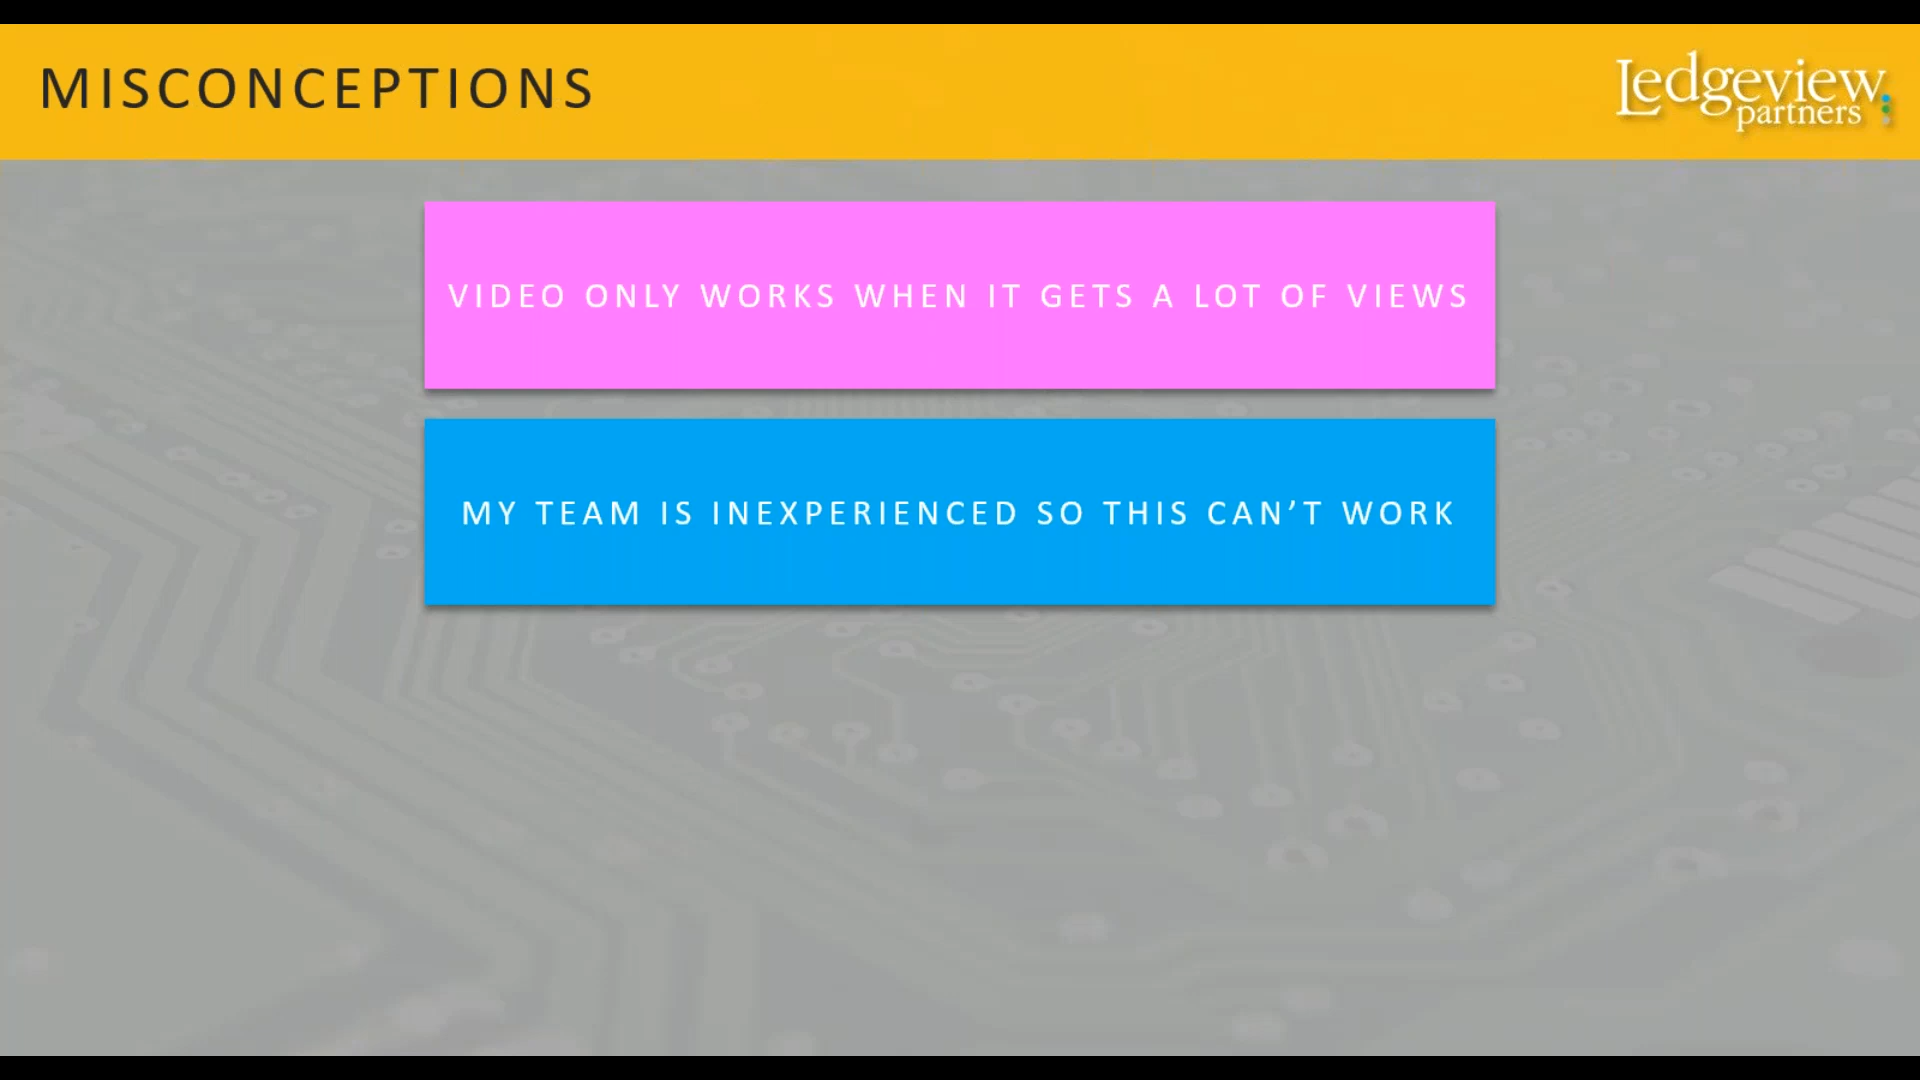 MISCONCEPTIONS
Ledgeview
partners
VIDEO ONLY WORKS WHEN IT GETS A LOT OF VIEWS
MY TEAM IS INEXPERIENCED SO THIS CAN’T WORK